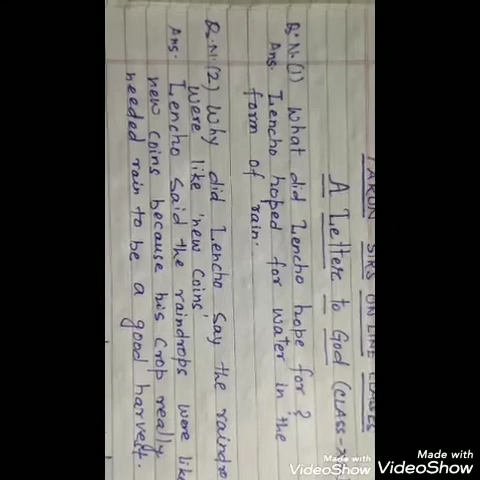 TARUN SIR'S ON LINE CLASSES
A Letter to God (CLASS-X
Q.N.(1) What did Lencho hope for?
Ans. Lencho hoped for water in the
form of rain.
Q.N.(2) Why did Lencho say the raindro
were like 'new coins'
Ans. Lencho said the raindrops were like
new coins because his crop really
needed rain to be a good harvest.
Made with
VideoShow
Made with
VideoShow